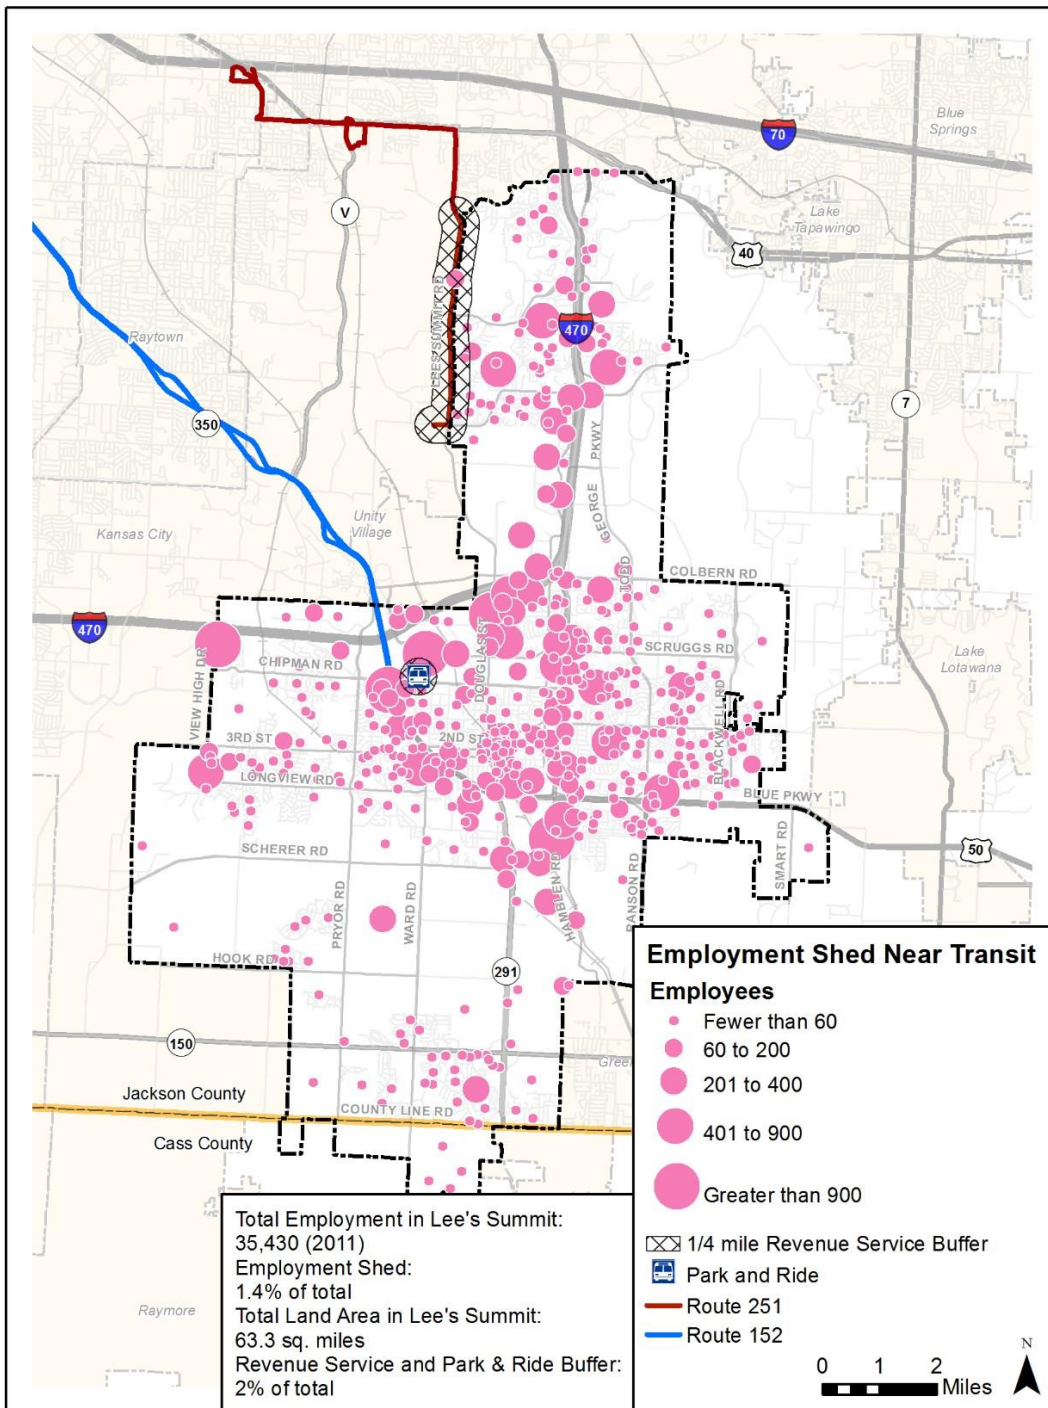 70
Blue
Springs
V
Lake
Tapawingo
40
LEES SUMMIT RD
470
Raytown
350
7
GEORGE PKWY
Unity
Village
Kansas City
TODD
COLBERN RD
470
DOUGLAS ST
SCRUGGS RD
Lake
Lotawana
CHIPMAN RD
VIEW HIGH DR
BLACKWELL RD
3RD ST
2ND ST
LONGVIEW RD
BLUE PKWY
SCHERER RD
SMART RD
50
PRYOR RD
WARD RD
HAMBLEN RD
RANSON RD
HOOK RD
291
150
Green
Jackson County
COUNTY LINE RD
Cass County
Raymore
Total Employment in Lee's Summit:
35,430 (2011)
Employment Shed:
1.4% of total
Total Land Area in Lee's Summit:
63.3 sq. miles
Revenue Service and Park & Ride Buffer:
2% of total
Employment Shed Near Transit
Employees
Fewer than 60
60 to 200
201 to 400
401 to 900
Greater than 900
1/4 mile Revenue Service Buffer
Park and Ride
Route 251
Route 152
0 1 2
Miles
N